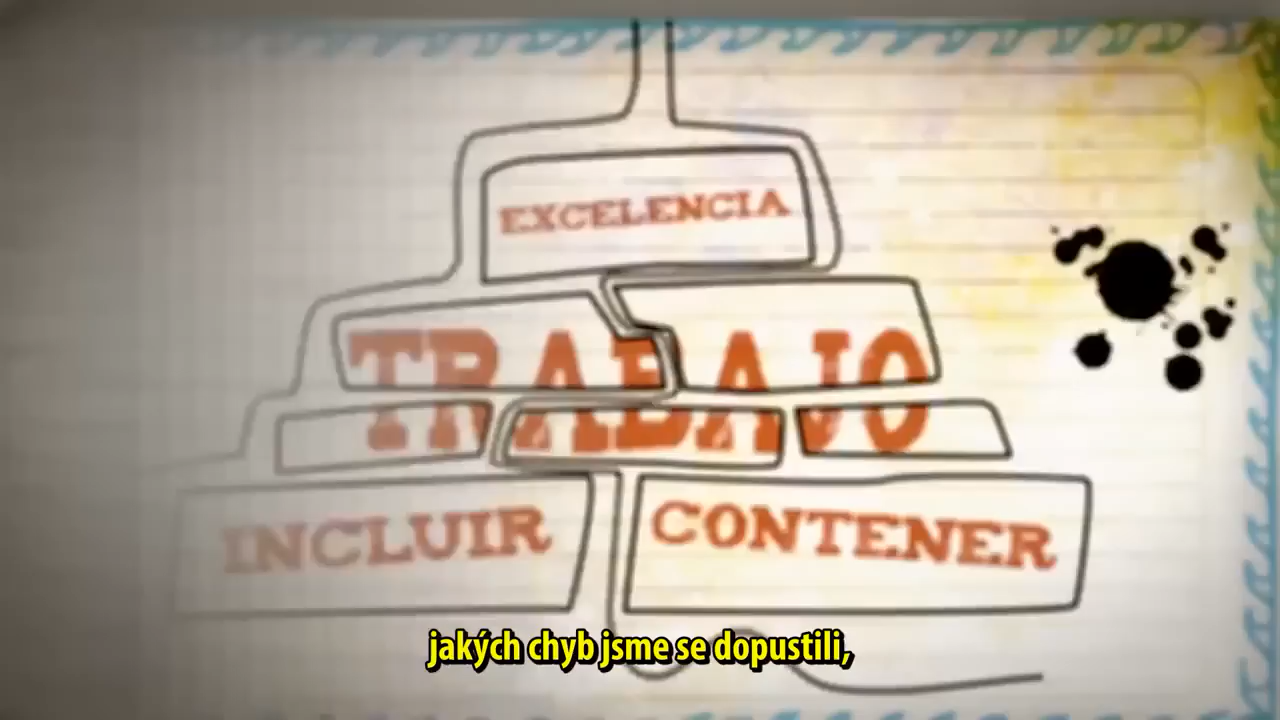 EXCELENCIA
TRABAJO
INCLUIR CONTENER
jakých chyb jsme se dopustili,